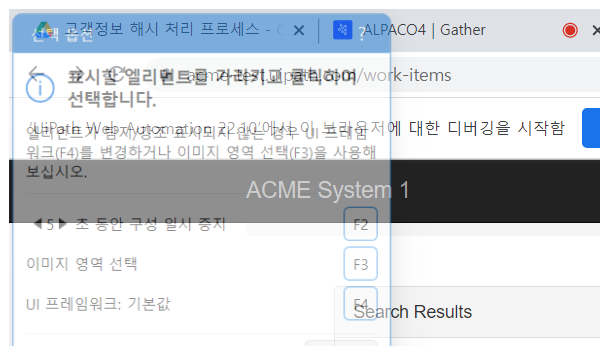 고객정보 해시 처리 프로세스 -
ALPACO4 | Gather
선택 옵션
?
표시할 엘리먼트를 가리키고 클릭하여
선택합니다.
acme-test.uipath.com/work-items
'UiPath Web Automation 22.10'에서 이 브라우저에 대한 디버깅을 시작함
엘리먼트가 탐지/강조 표시되지 않는 경우 UI 프레임
워크(F4)를 변경하거나 이미지 영역 선택(F3)을 사용해
보십시오.
ACME System 1
◀ 5 ▶ 초 동안 구성 일시 중지 F2
이미지 영역 선택 F3
UI 프레임워크: 기본값 F4
Search Results